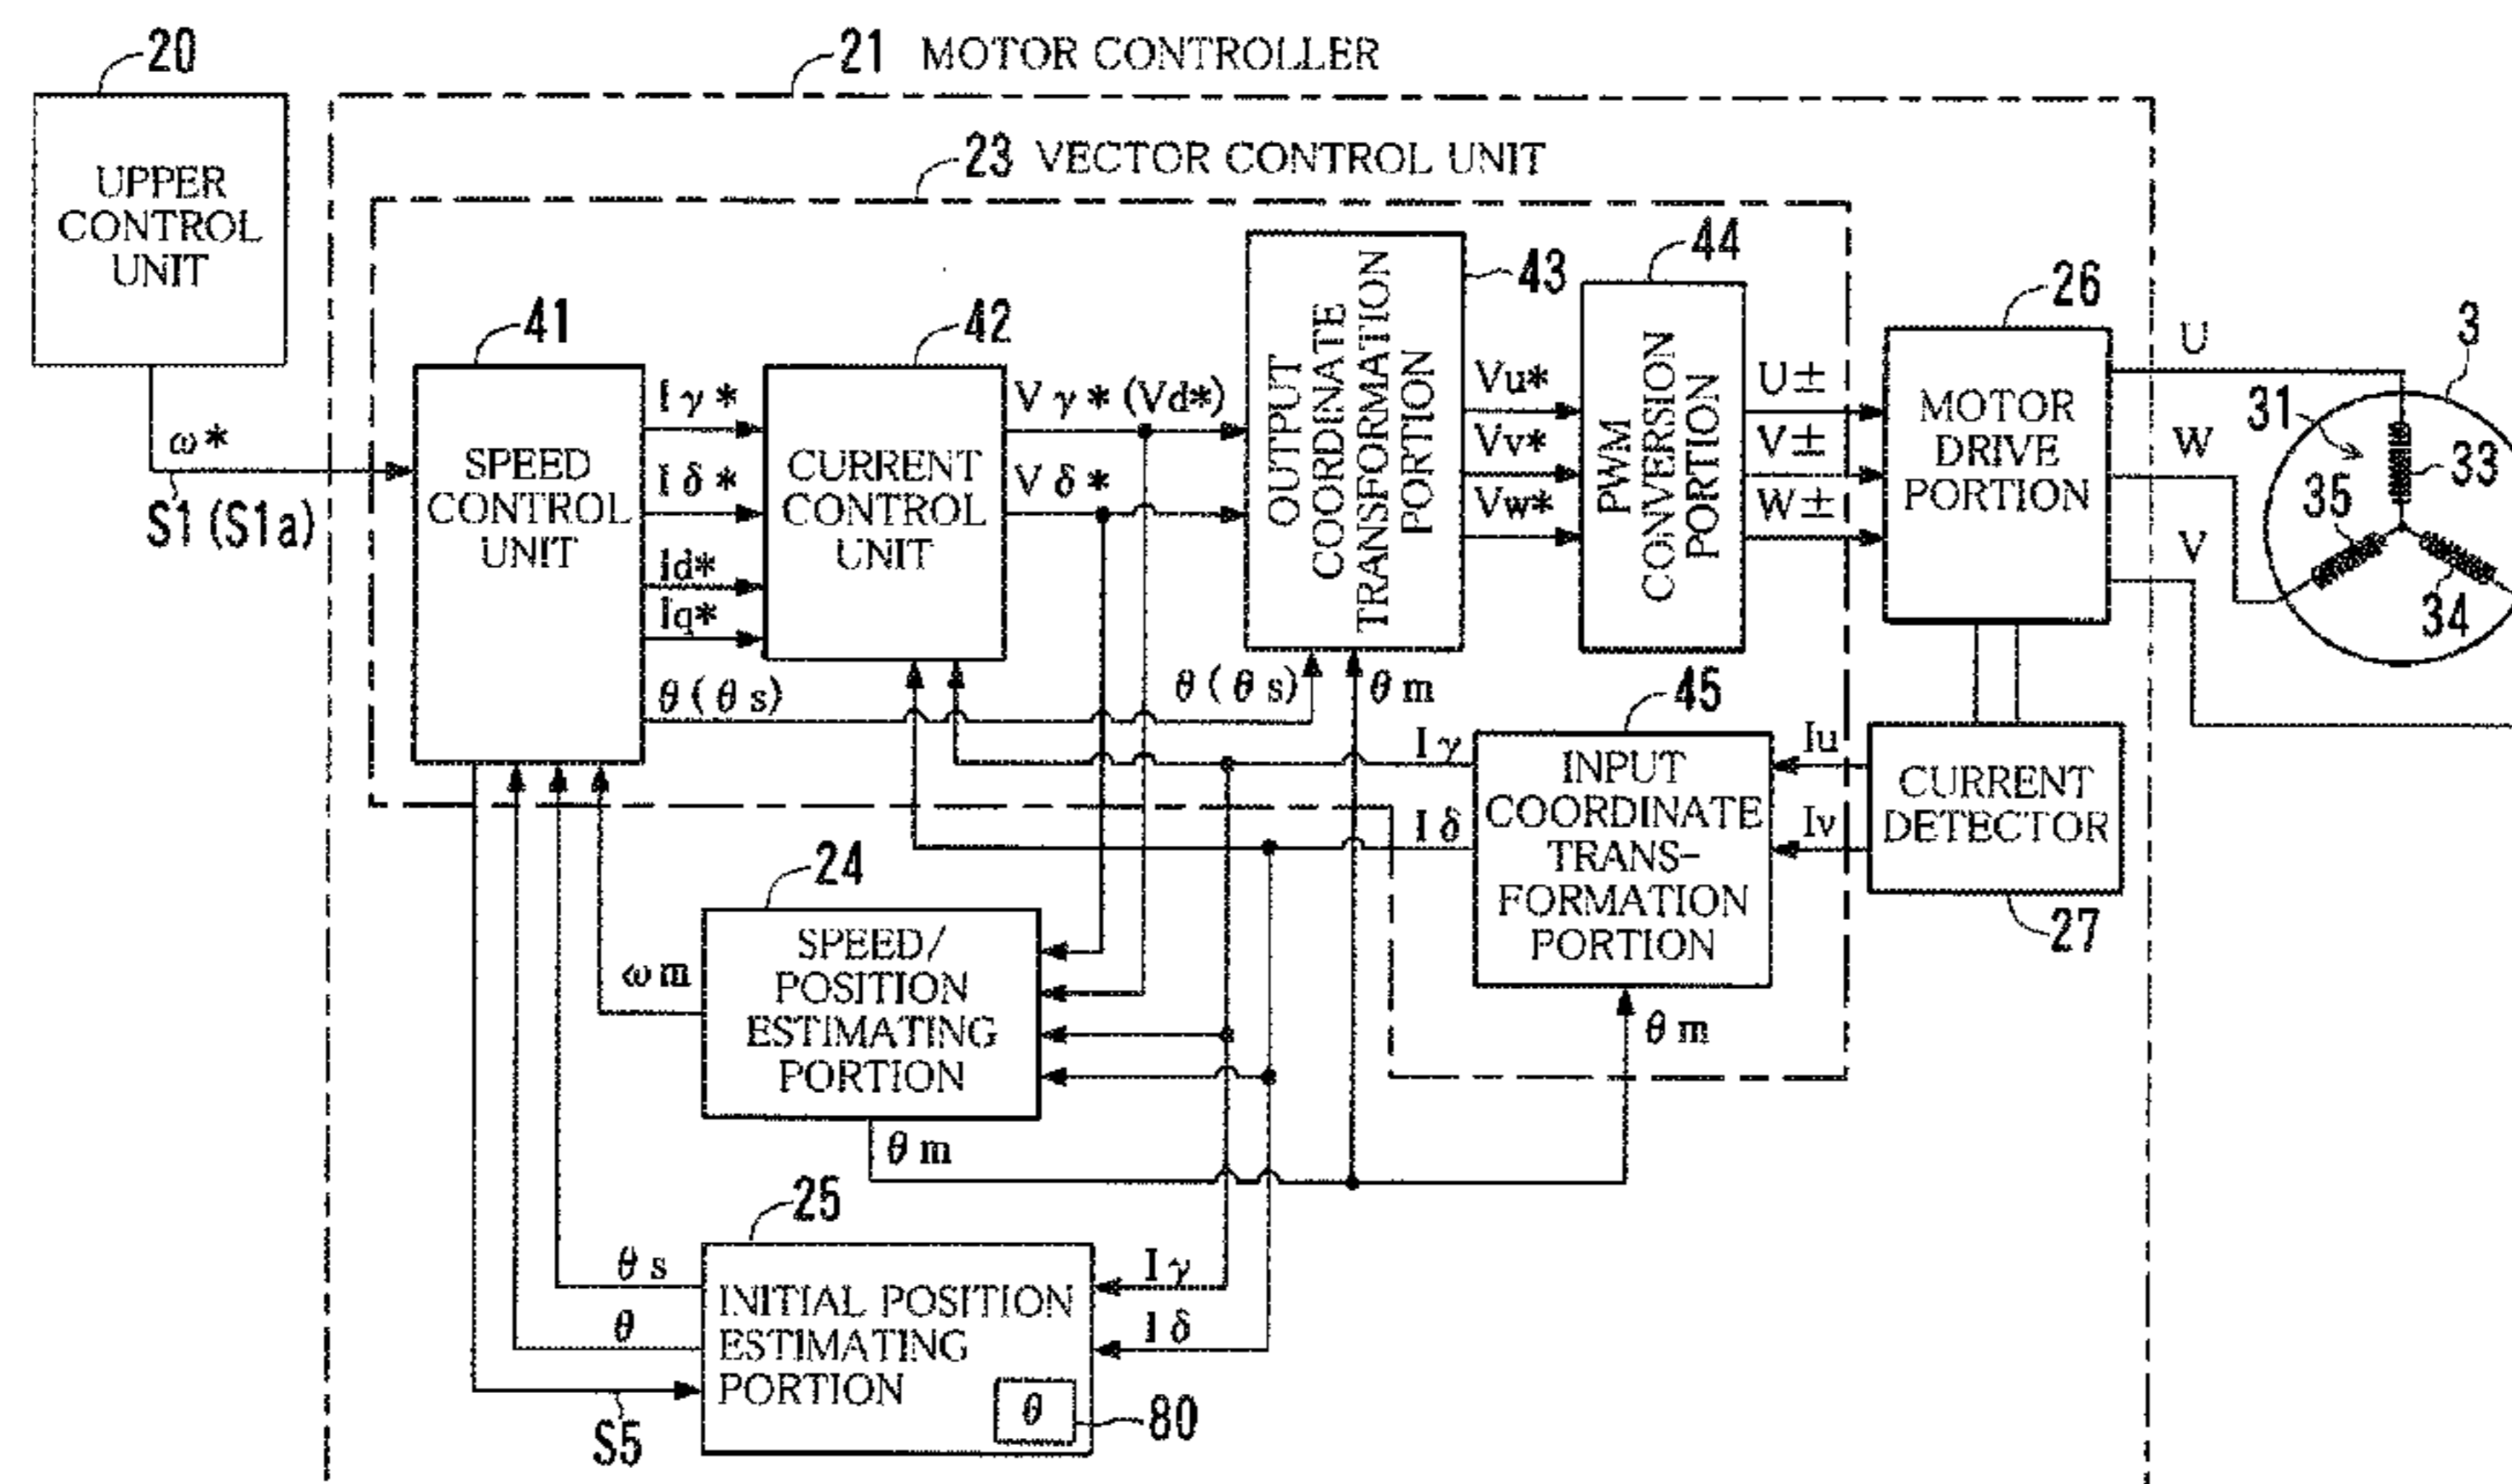 20
21 MOTOR CONTROLLER
UPPER
CONTROL
UNIT
23 VECTOR CONTROL UNIT
ω*
S1 (S1a)
41
SPEED
CONTROL
UNIT
Iγ*
Iδ*
Id*
Iq*
θ(θs)
42
CURRENT
CONTROL
UNIT
Vγ*(Vd*)
Vδ*
43
OUTPUT
COORDINATE
TRANSFORMATION
PORTION
θ(θs)
θm
Vu*
Vv*
Vw*
44
PWM
CONVERSION
PORTION
U±
V±
W±
26
MOTOR
DRIVE
PORTION
U
W
V
3
31
33
35
34
45
INPUT
COORDINATE
TRANS-
FORMATION
PORTION
Iγ
Iδ
Iu
Iv
CURRENT
DETECTOR
27
θm
24
SPEED/
POSITION
ESTIMATING
PORTION
ωm
θm
25
INITIAL POSITION
ESTIMATING
PORTION
θs
θ
Iγ
Iδ
θ
80
S5